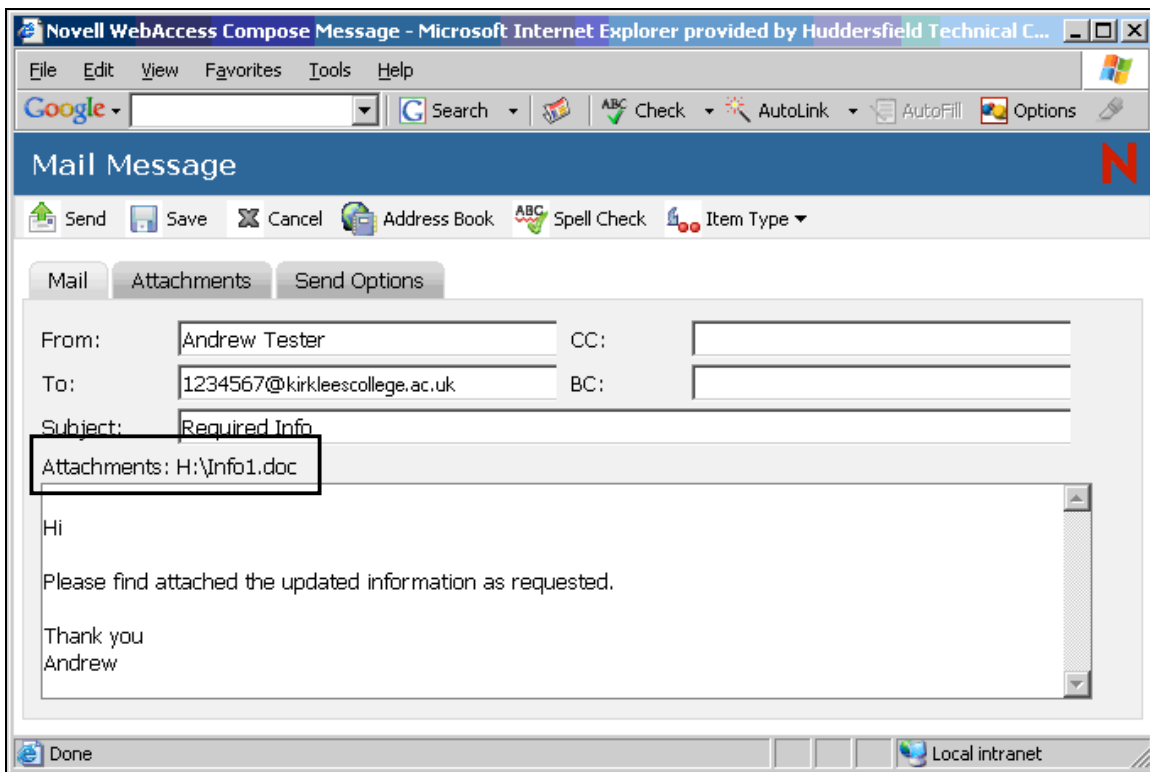 Novell WebAccess Compose Message - Microsoft Internet Explorer provided by Huddersfield Technical C...
File Edit View Favorites Tools Help
Google Search ABC Check AutoLink AutoFill Options
Mail Message N
Send Save Cancel Address Book ABC Spell Check Item Type
Mail Attachments Send Options
From: Andrew Tester CC:
To: 1234567@kirkleescollege.ac.uk BC:
Subject: Required Info
Attachments: H:\Info1.doc
Hi
Please find attached the updated information as requested.
Thank you
Andrew
Done Local intranet